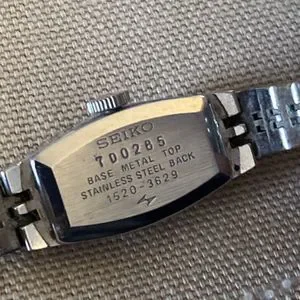 SEIKO
700285
BASE METAL TOP
STAINLESS STEEL BACK
1520-3629